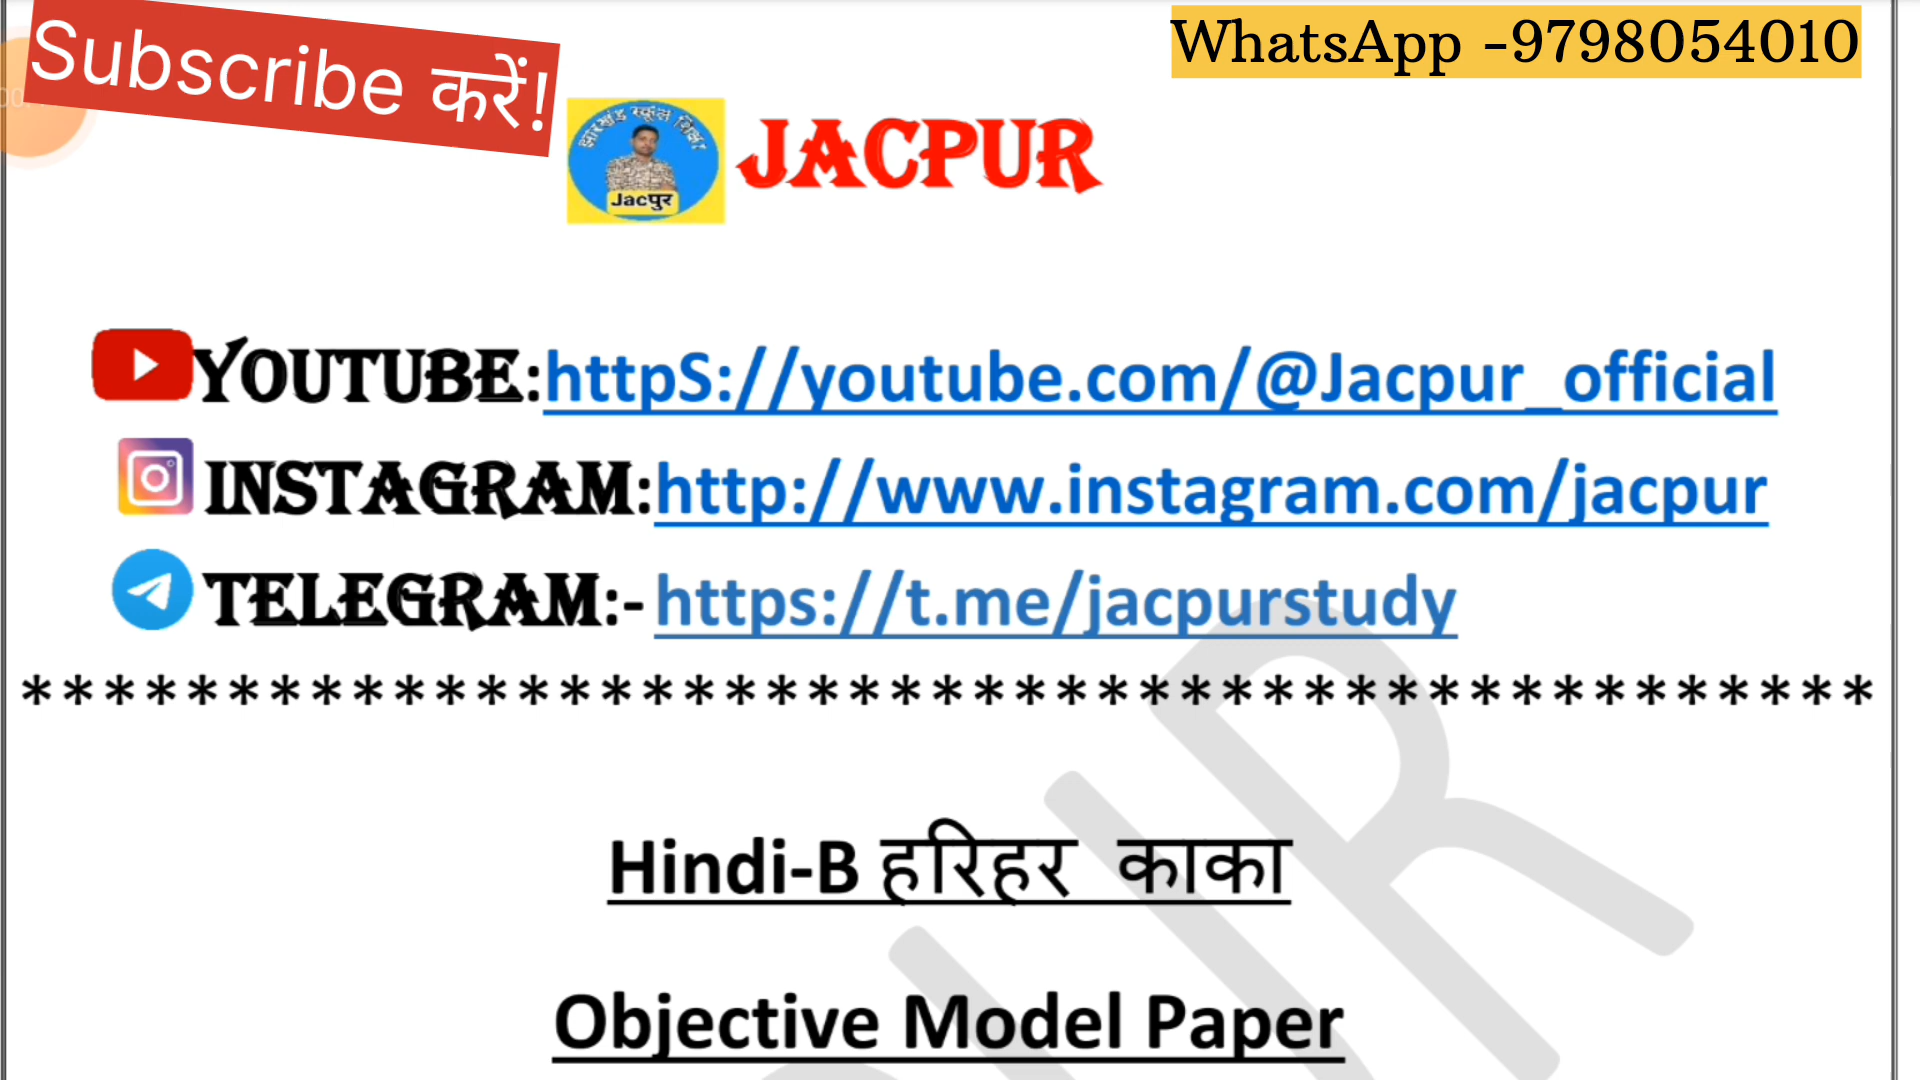 Subscribe करें!
WhatsApp -9798054010
झारखंड स्कूल शिक्षा
Jacपुर
JACPUR
YOUTUBE:httpS://youtube.com/@Jacpur_official
INSTAGRAM:http://www.instagram.com/jacpur
TELEGRAM:- https://t.me/jacpurstudy
*********************************************
Hindi-B हरिहर काका
Objective Model Paper